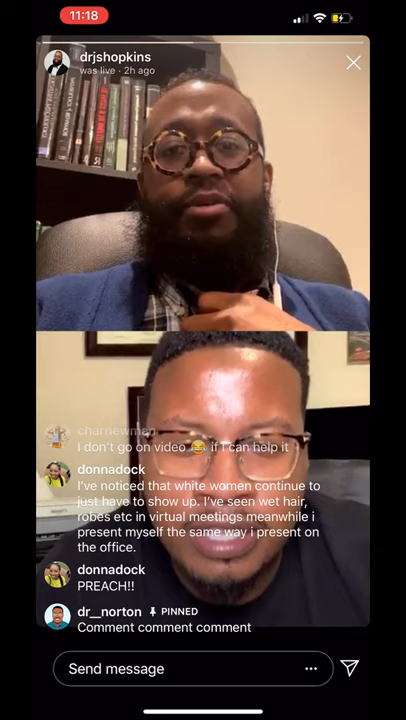 11:18
drjshopkins
was live · 2h ago
charnewman
I don't go on video 😂 if I can help it
donnadock
I've noticed that white women continue to
just have to show up. I've seen wet hair,
robes etc in virtual meetings meanwhile i
present myself the same way i present on
the office.
donnadock
PREACH!!
dr__norton PINNED
Comment comment comment
Send message